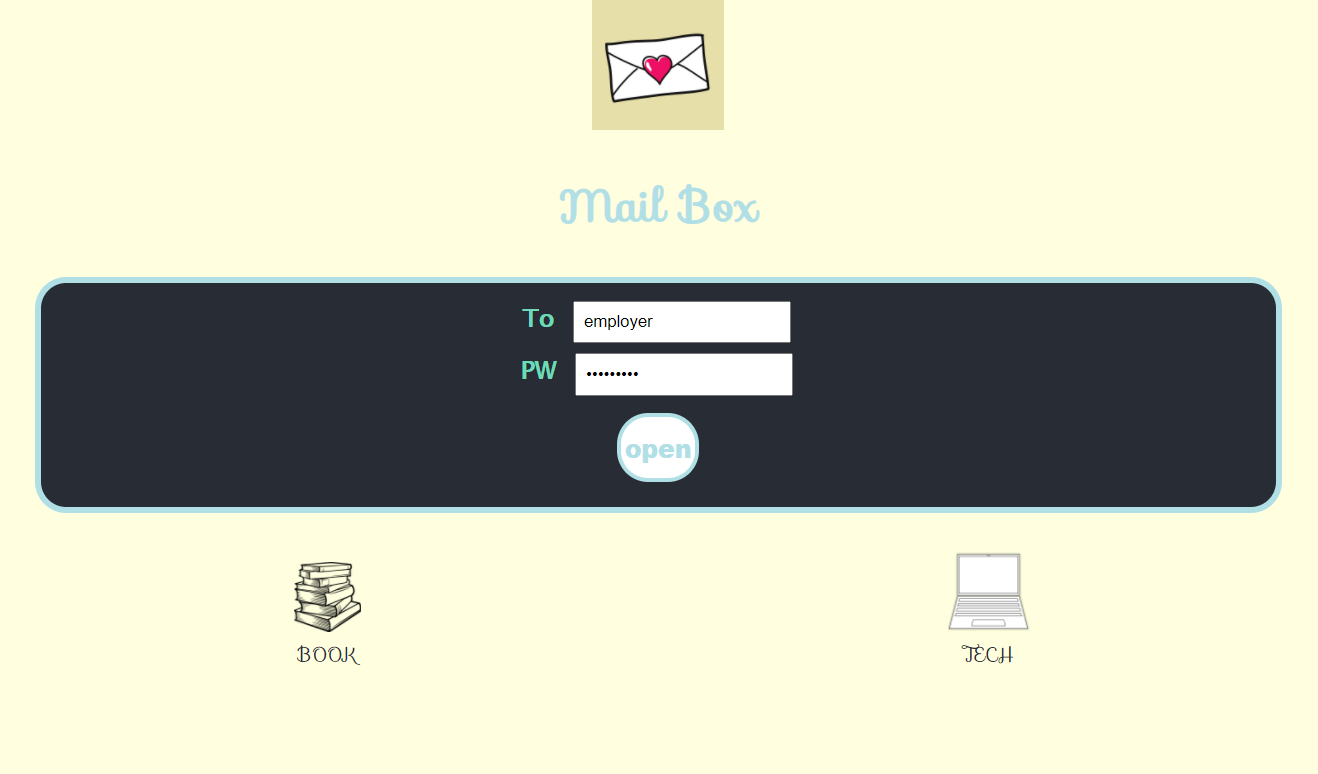 Mail Box
To employer
PW •••••••••
open
BOOK
TECH